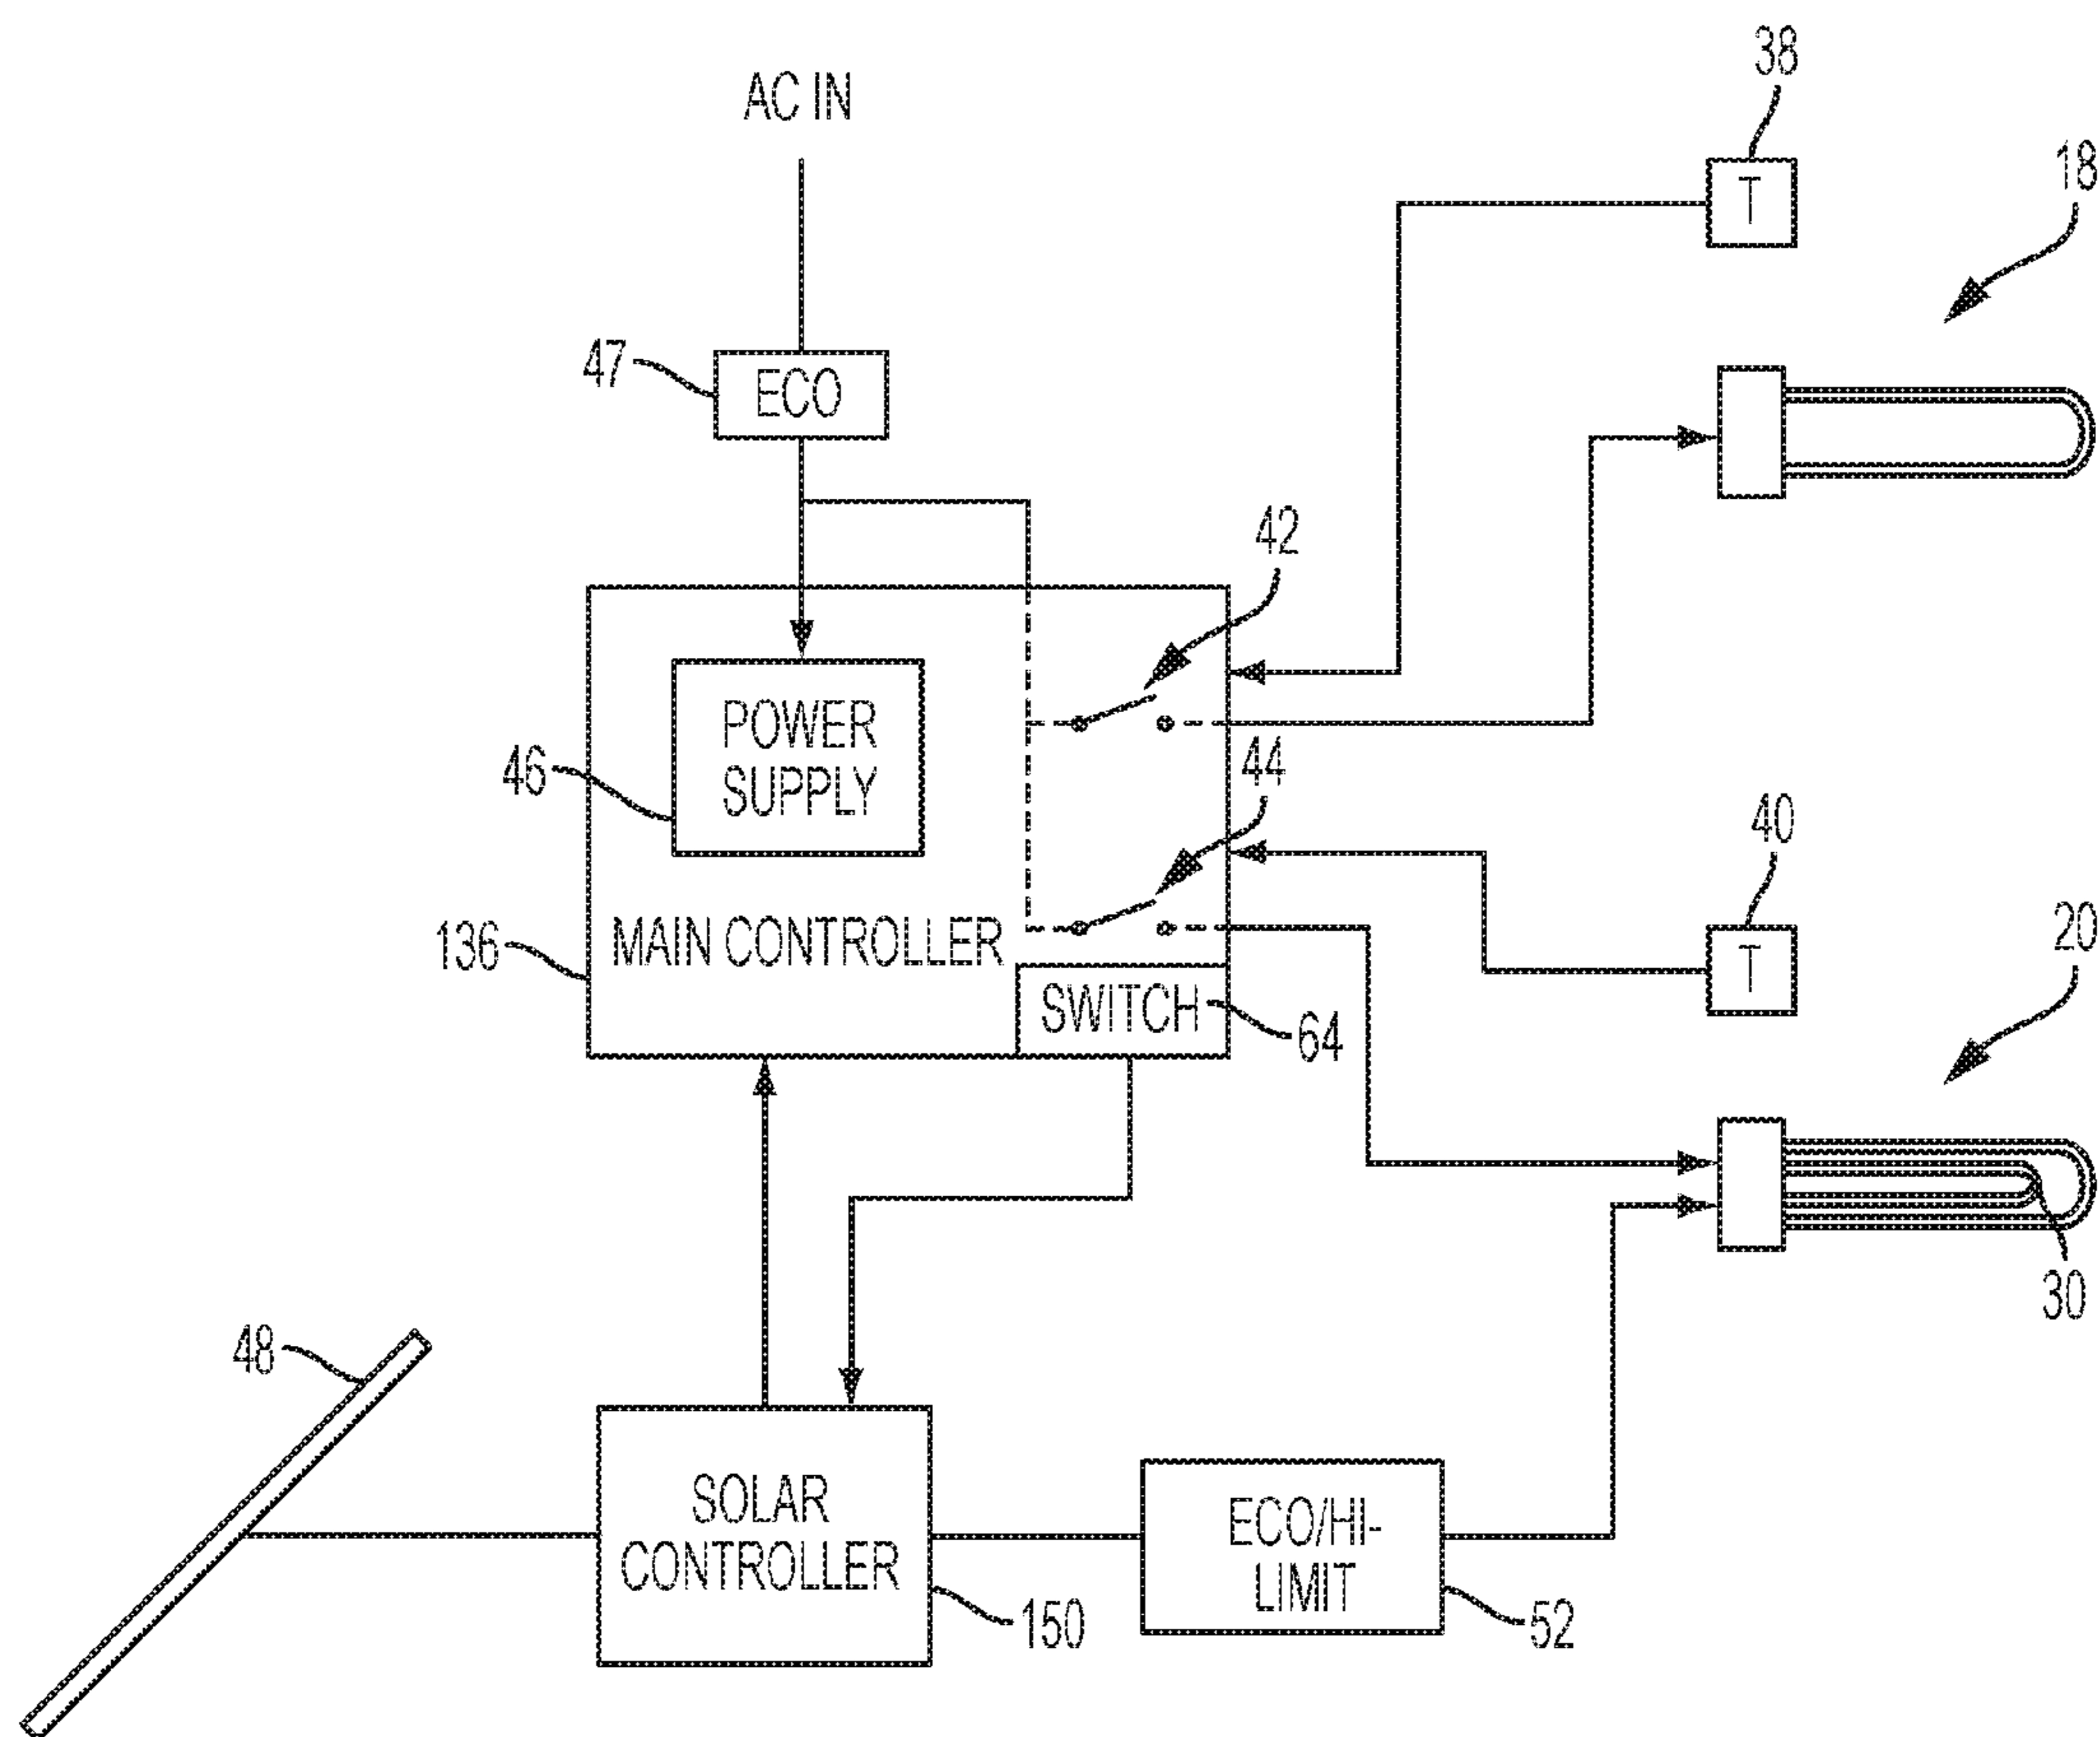 38
AC IN
18
T
47
ECO
42
POWER
SUPPLY
46
44
40
136
MAIN CONTROLLER
20
T
SWITCH
64
30
48
SOLAR
CONTROLLER
ECO/HI-
LIMIT
150
52